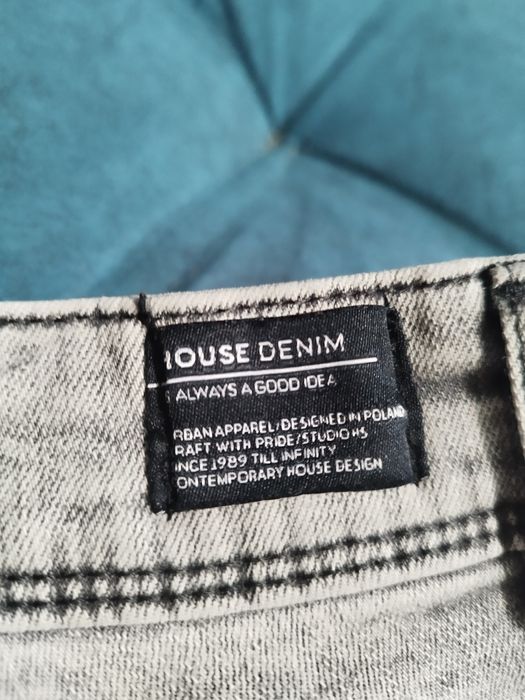 HOUSE DENIM
S ALWAYS A GOOD IDEA
RBAN APPAREL/DESIGNED IN POLAND
RAFT WITH PRIDE/STUDIO HS
INCE 1989 TILL INFINITY
ONTEMPORARY HOUSE DESIGN